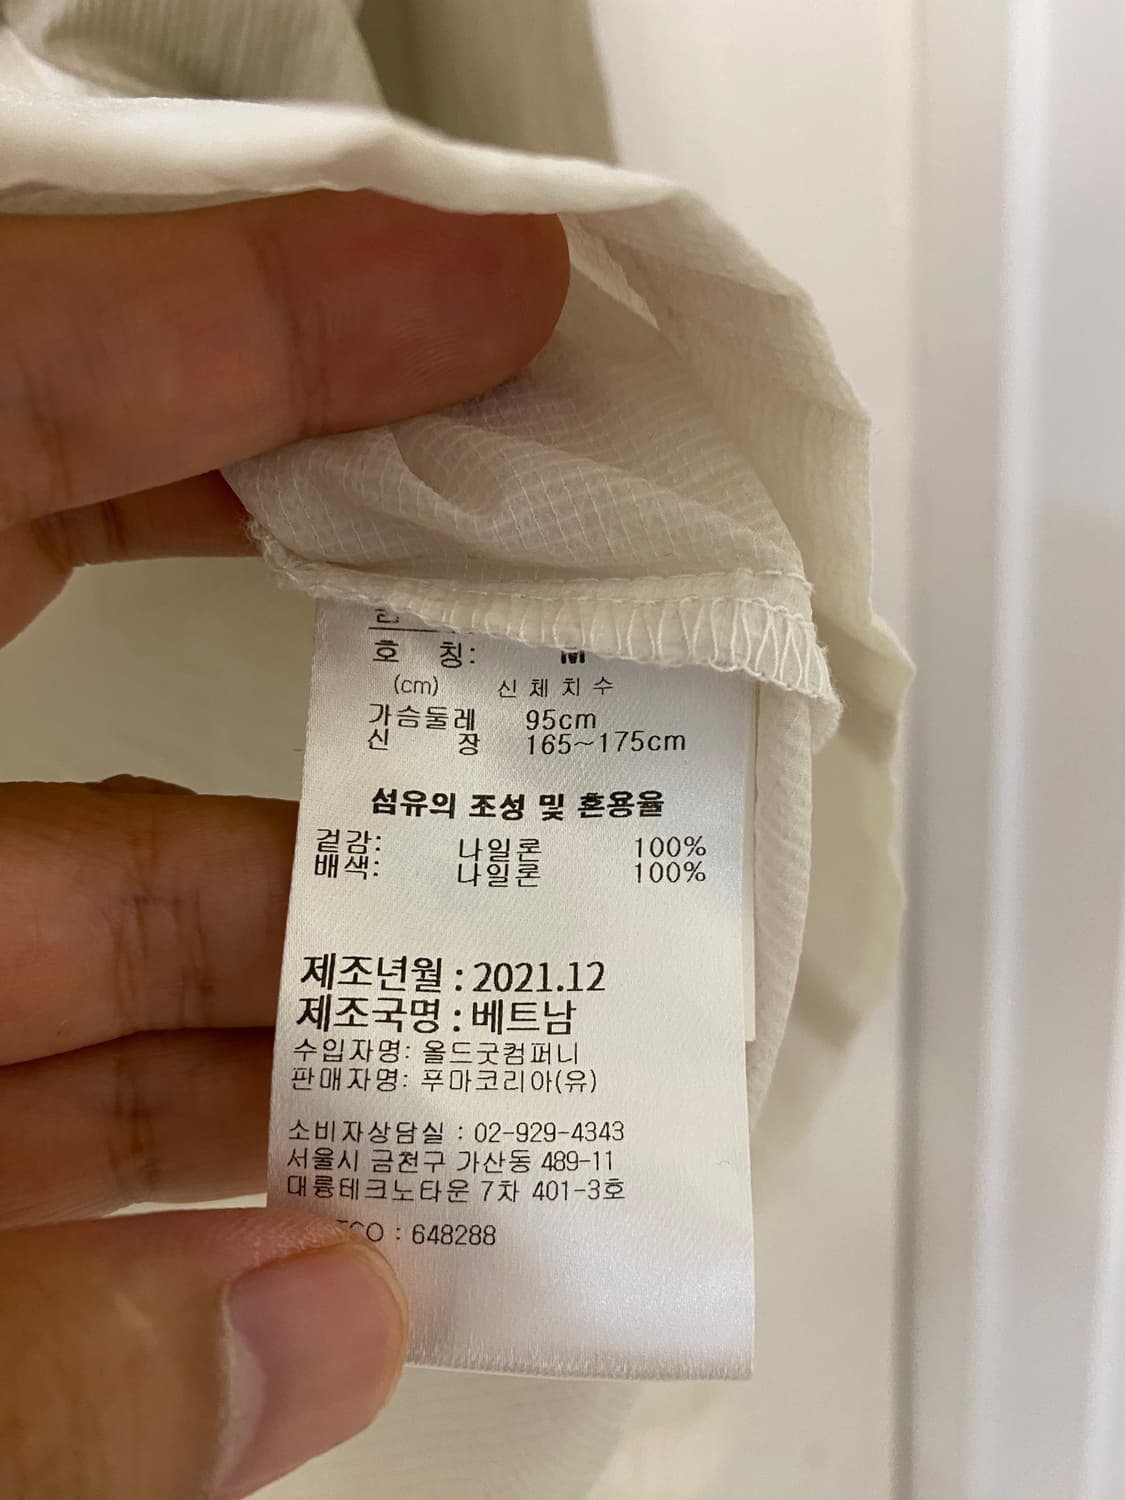 호 칭: M
(cm) 신체치수
가슴둘레 95cm
신 장 165~175cm
섬유의 조성 및 혼용율
겉감: 나일론 100%
배색: 나일론 100%
제조년월 : 2021.12
제조국명 : 베트남
수입자명: 올드굿컴퍼니
판매자명: 푸마코리아(유)
소비자상담실 : 02-929-4343
서울시 금천구 가산동 489-11
대륭테크노타운 7차 401-3호
: 648288